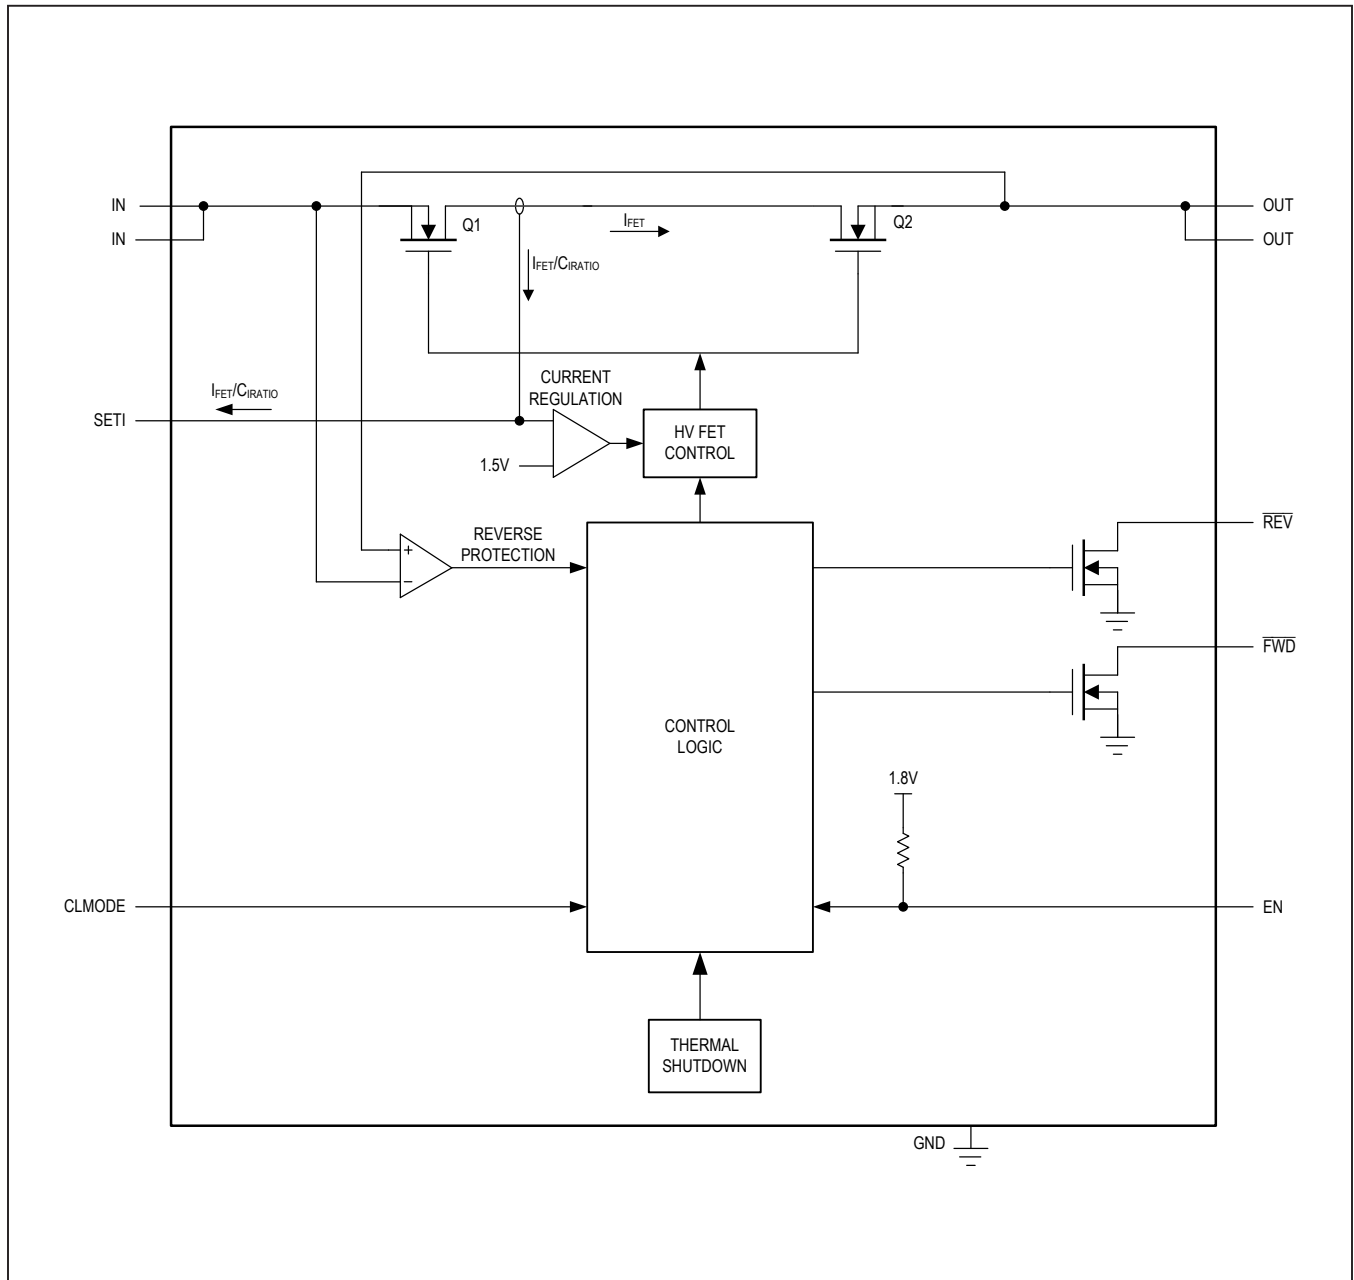 IN
Q1
IFET
Q2
OUT
IN
OUT
IFET/CIRATIO
IFET/CIRATIO
CURRENT
REGULATION
SETI
HV FET
CONTROL
1.5V
REVERSE
PROTECTION
REV
+
−
FWD
CONTROL
LOGIC
1.8V
CLMODE
EN
THERMAL
SHUTDOWN
GND